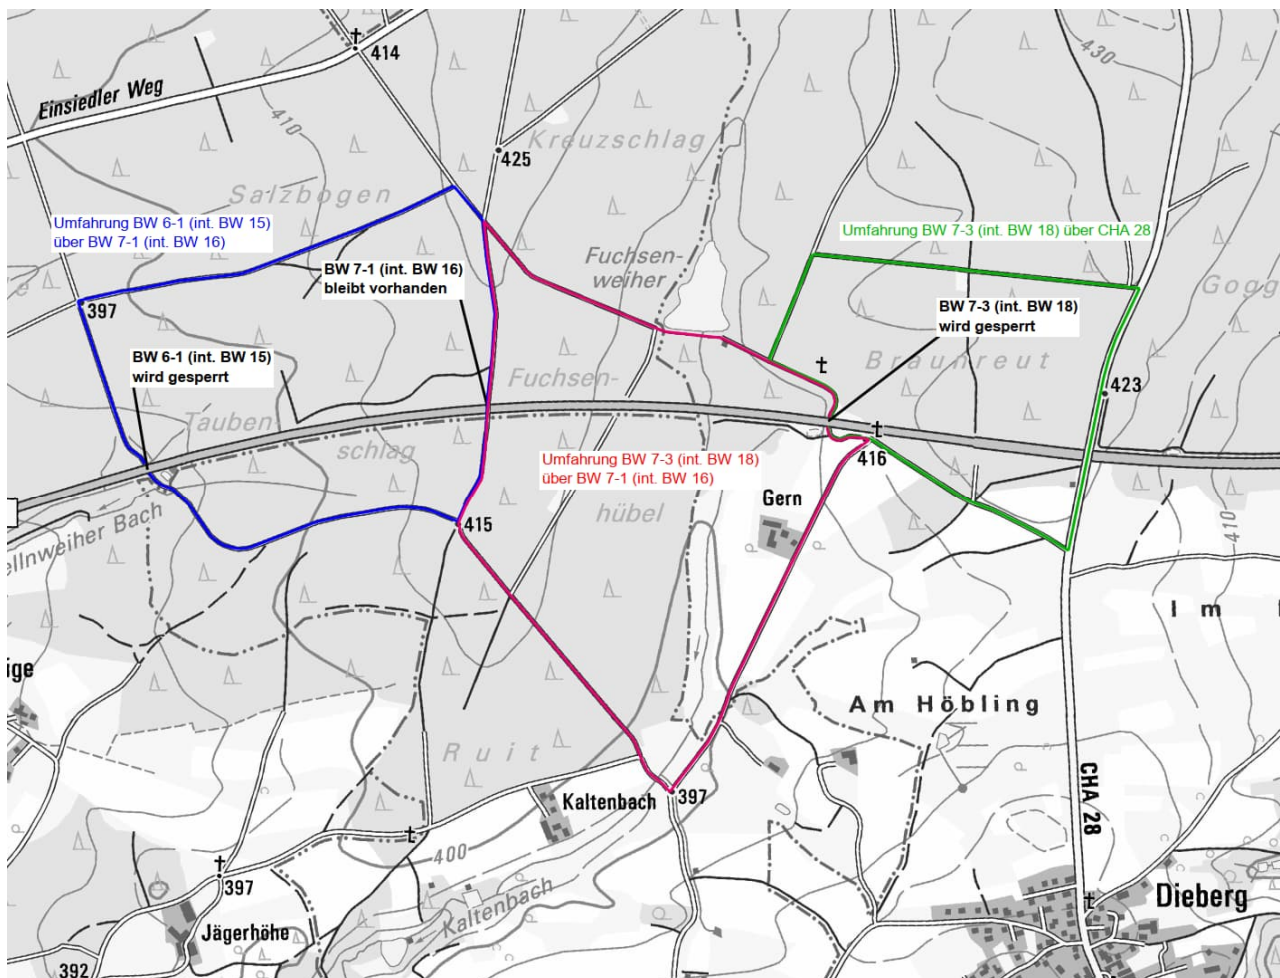 414
Einsiedler Weg
430
410
425
Kreuzschlag
Salzbogen
Umfahrung BW 6-1 (int. BW 15)
über BW 7-1 (int. BW 16)
Umfahrung BW 7-3 (int. BW 18) über CHA 28
Fuchsen-
weiher
BW 7-1 (int. BW 16)
bleibt vorhanden
Gogg
397
BW 7-3 (int. BW 18)
wird gesperrt
BW 6-1 (int. BW 15)
wird gesperrt
Braunreut
Fuchsen-
423
Tauben-
schlag
Umfahrung BW 7-3 (int. BW 18)
über BW 7-1 (int. BW 16)
416
Gern
hübel
415
410
ellnweiher Bach
Im
ige
Am Höbling
Ruit
CHA 28
Kaltenbach
397
400
397
Kaltenbach
Dieberg
Jägerhöhe
392